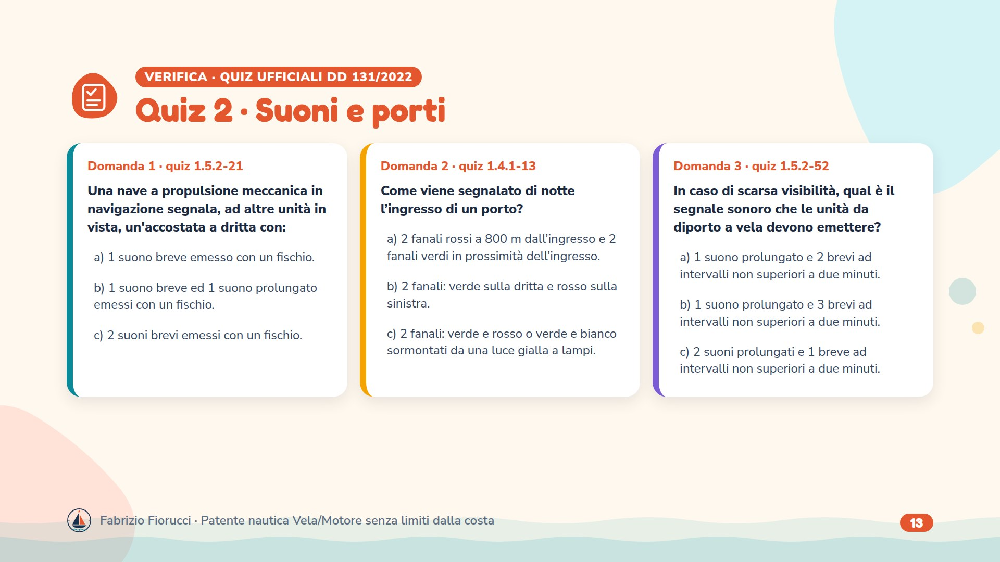 VERIFICA · QUIZ UFFICIALI DD 131/2022
Quiz 2 · Suoni e porti
Domanda 1 · quiz 1.5.2-21
Una nave a propulsione meccanica in
navigazione segnala, ad altre unità in
vista, un'accostata a dritta con:
a) 1 suono breve emesso con un fischio.
b) 1 suono breve ed 1 suono prolungato
emessi con un fischio.
c) 2 suoni brevi emessi con un fischio.
Domanda 2 · quiz 1.4.1-13
Come viene segnalato di notte
l’ingresso di un porto?
a) 2 fanali rossi a 800 m dall’ingresso e 2
fanali verdi in prossimità dell’ingresso.
b) 2 fanali: verde sulla dritta e rosso sulla
sinistra.
c) 2 fanali: verde e rosso o verde e bianco
sormontati da una luce gialla a lampi.
Domanda 3 · quiz 1.5.2-52
In caso di scarsa visibilità, qual è il
segnale sonoro che le unità da
diporto a vela devono emettere?
a) 1 suono prolungato e 2 brevi ad
intervalli non superiori a due minuti.
b) 1 suono prolungato e 3 brevi ad
intervalli non superiori a due minuti.
c) 2 suoni prolungati e 1 breve ad
intervalli non superiori a due minuti.
Fabrizio Fiorucci · Patente nautica Vela/Motore senza limiti dalla costa
13